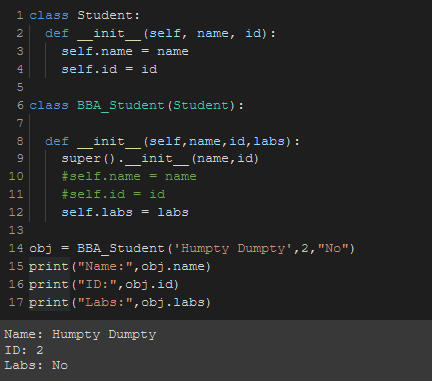 1 class Student:
2   def __init__(self, name, id):
3     self.name = name
4     self.id = id
5
6 class BBA_Student(Student):
7
8   def __init__(self,name,id,labs):
9     super().__init__(name,id)
10     #self.name = name
11     #self.id = id
12     self.labs = labs
13
14 obj = BBA_Student('Humpty Dumpty',2,"No")
15 print("Name:",obj.name)
16 print("ID:",obj.id)
17 print("Labs:",obj.labs)
Name: Humpty Dumpty
ID: 2
Labs: No